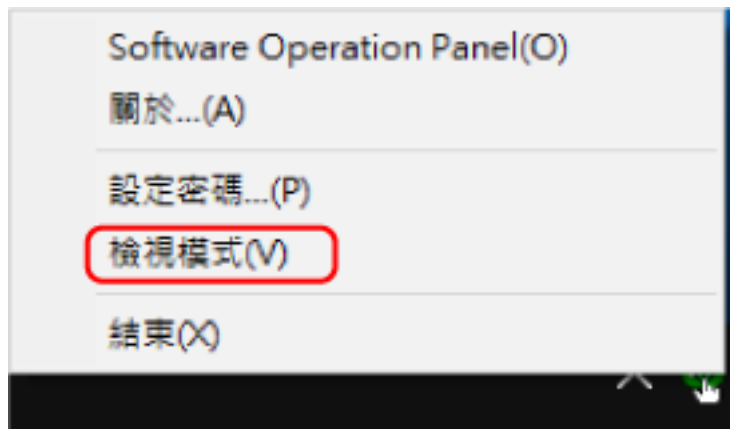 Software Operation Panel(O)
關於...(A)
設定密碼...(P)
檢視模式(V)
結束(X)